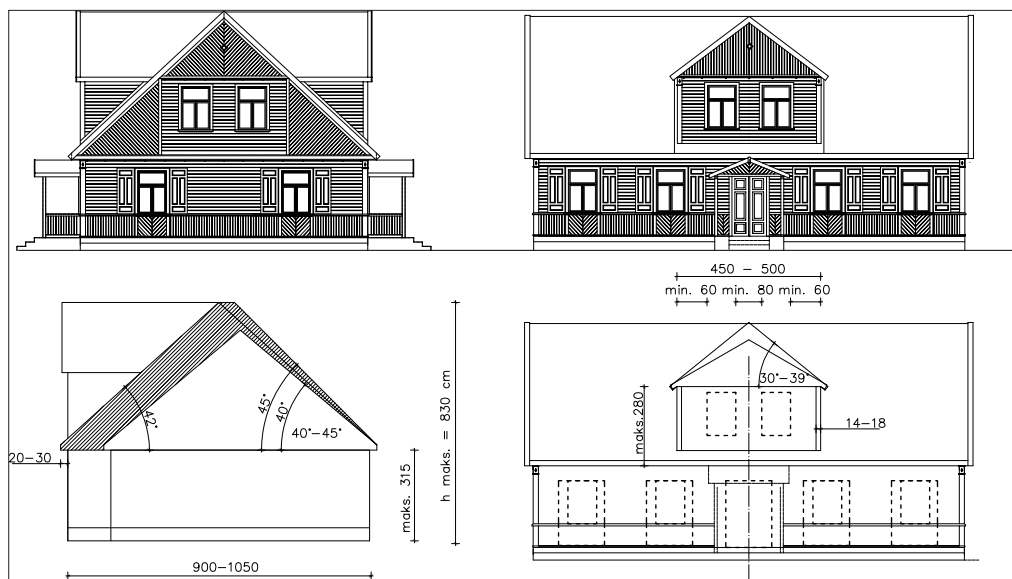 450 - 500
min. 60 min. 80 min. 60
42°
45°
40°
40°-45°
20-30
maks. 315
h maks. = 830 cm
900-1050
30°-39°
maks.280
14-18